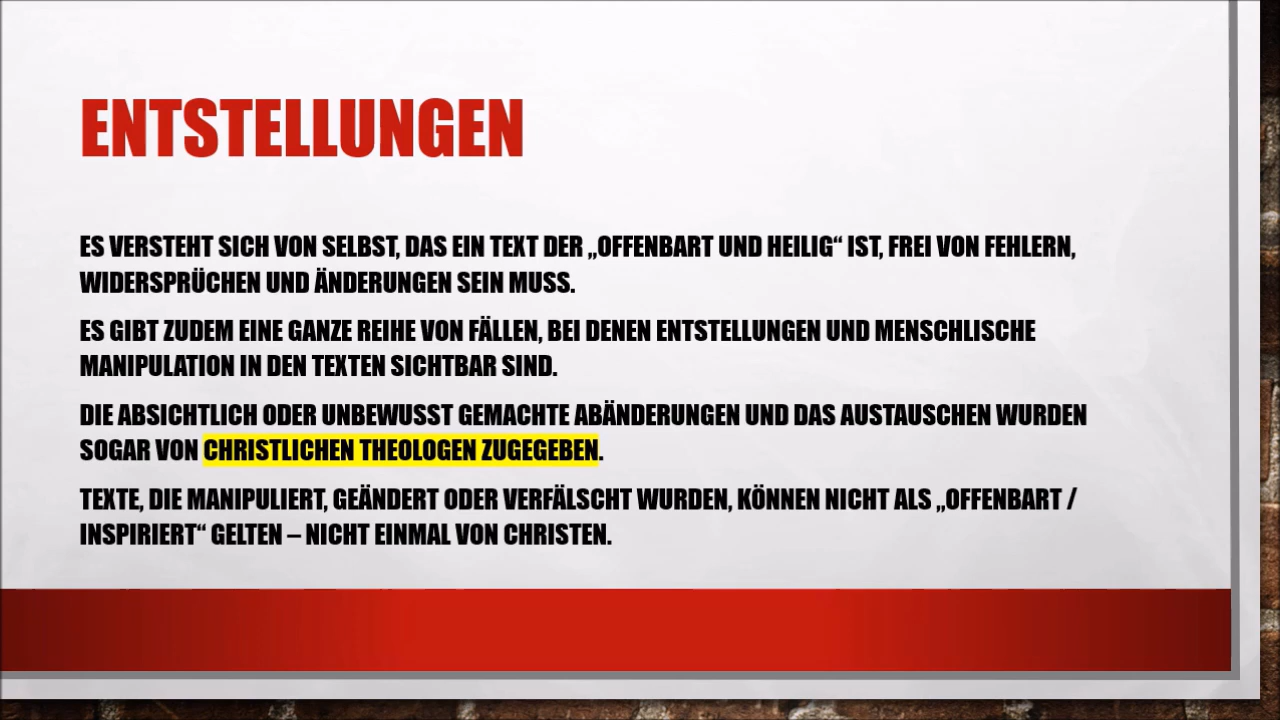 ENTSTELLUNGEN
ES VERSTEHT SICH VON SELBST, DAS EIN TEXT DER „OFFENBART UND HEILIG“ IST, FREI VON FEHLERN,
WIDERSPRÜCHEN UND ÄNDERUNGEN SEIN MUSS.
ES GIBT ZUDEM EINE GANZE REIHE VON FÄLLEN, BEI DENEN ENTSTELLUNGEN UND MENSCHLISCHE
MANIPULATION IN DEN TEXTEN SICHTBAR SIND.
DIE ABSICHTLICH ODER UNBEWUSST GEMACHTE ABÄNDERUNGEN UND DAS AUSTAUSCHEN WURDEN
SOGAR VON CHRISTLICHEN THEOLOGEN ZUGEGEBEN.
TEXTE, DIE MANIPULIERT, GEÄNDERT ODER VERFÄLSCHT WURDEN, KÖNNEN NICHT ALS „OFFENBART /
INSPIRIERT“ GELTEN – NICHT EINMAL VON CHRISTEN.